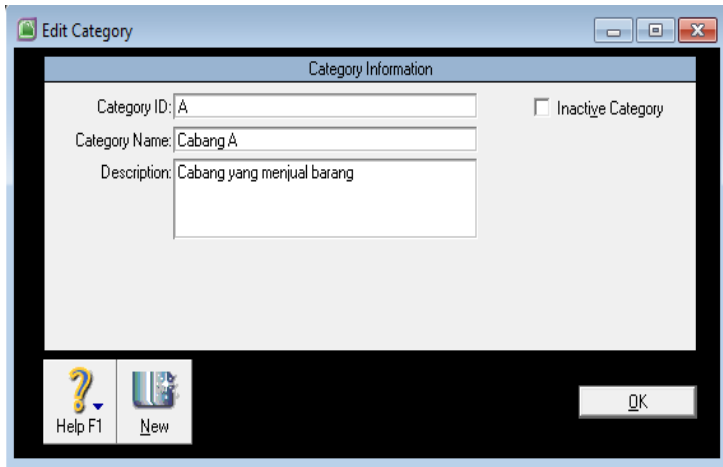 Edit Category
Category Information
Category ID: A
Inactive Category
Category Name: Cabang A
Description: Cabang yang menjual barang
Help F1
New
OK